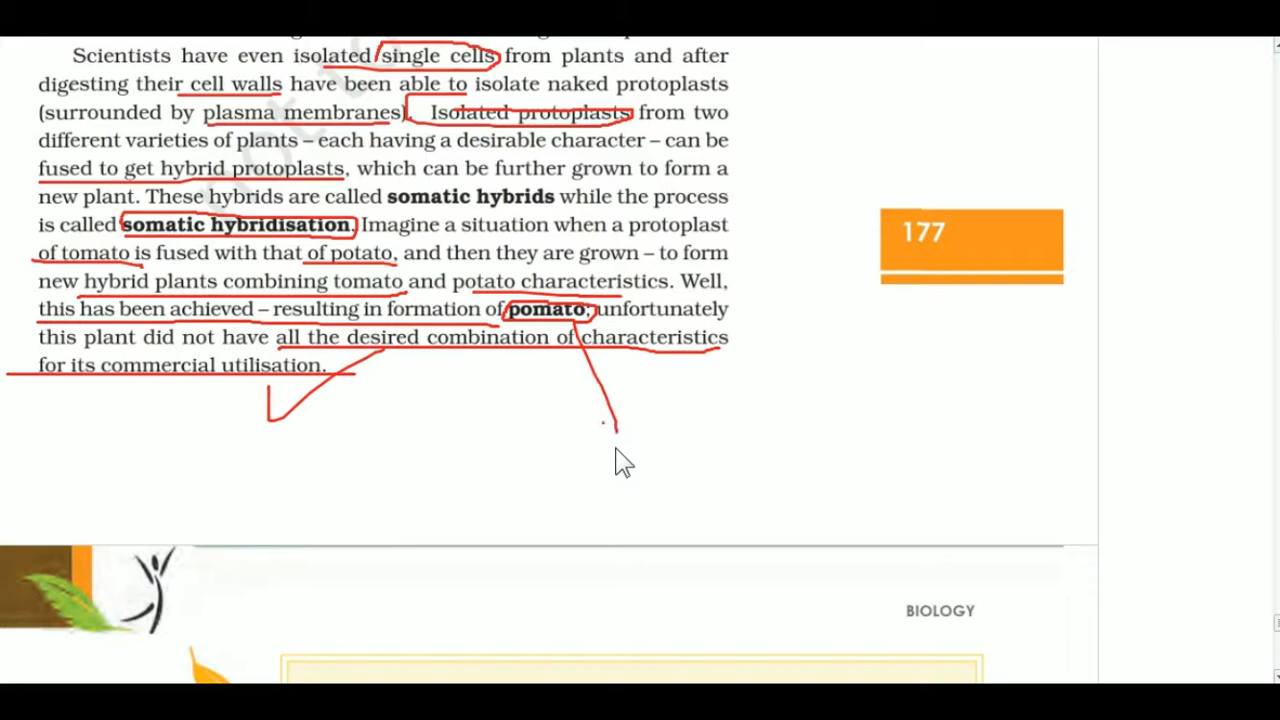 Scientists have even isolated single cells from plants and after
digesting their cell walls have been able to isolate naked protoplasts
(surrounded by plasma membranes). Isolated protoplasts from two
different varieties of plants – each having a desirable character – can be
fused to get hybrid protoplasts, which can be further grown to form a
new plant. These hybrids are called somatic hybrids while the process
is called somatic hybridisation. Imagine a situation when a protoplast
of tomato is fused with that of potato, and then they are grown – to form
new hybrid plants combining tomato and potato characteristics. Well,
this has been achieved – resulting in formation of pomato; unfortunately
this plant did not have all the desired combination of characteristics
for its commercial utilisation.
177
BIOLOGY